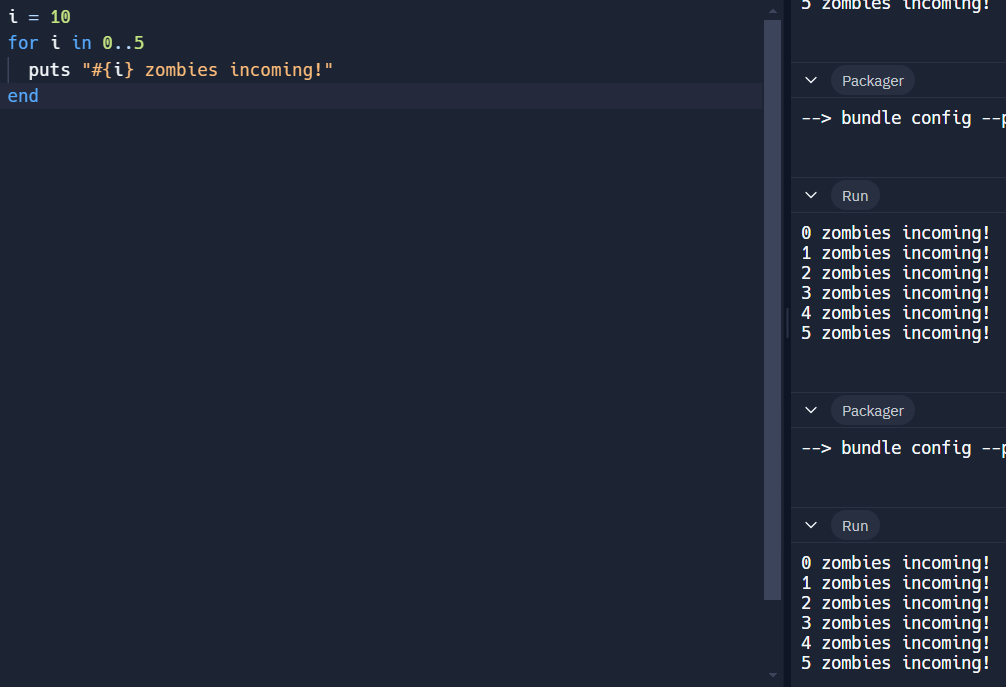 i = 10
for i in 0..5
puts "#{i} zombies incoming!"
end
5 zombies incoming!
Packager
--> bundle config --p
Run
0 zombies incoming!
1 zombies incoming!
2 zombies incoming!
3 zombies incoming!
4 zombies incoming!
5 zombies incoming!
Packager
--> bundle config --p
Run
0 zombies incoming!
1 zombies incoming!
2 zombies incoming!
3 zombies incoming!
4 zombies incoming!
5 zombies incoming!